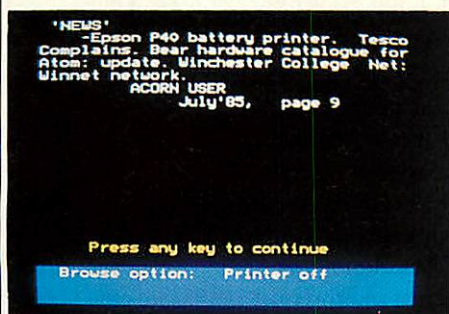 'NEWS'
-Epson P40 battery printer. Tesco
Complains. Bear hardware catalogue for
Atom: update. Winchester College Net:
Winnet network.
ACORN USER
July'85, page 9
Press any key to continue
Browse option: Printer off